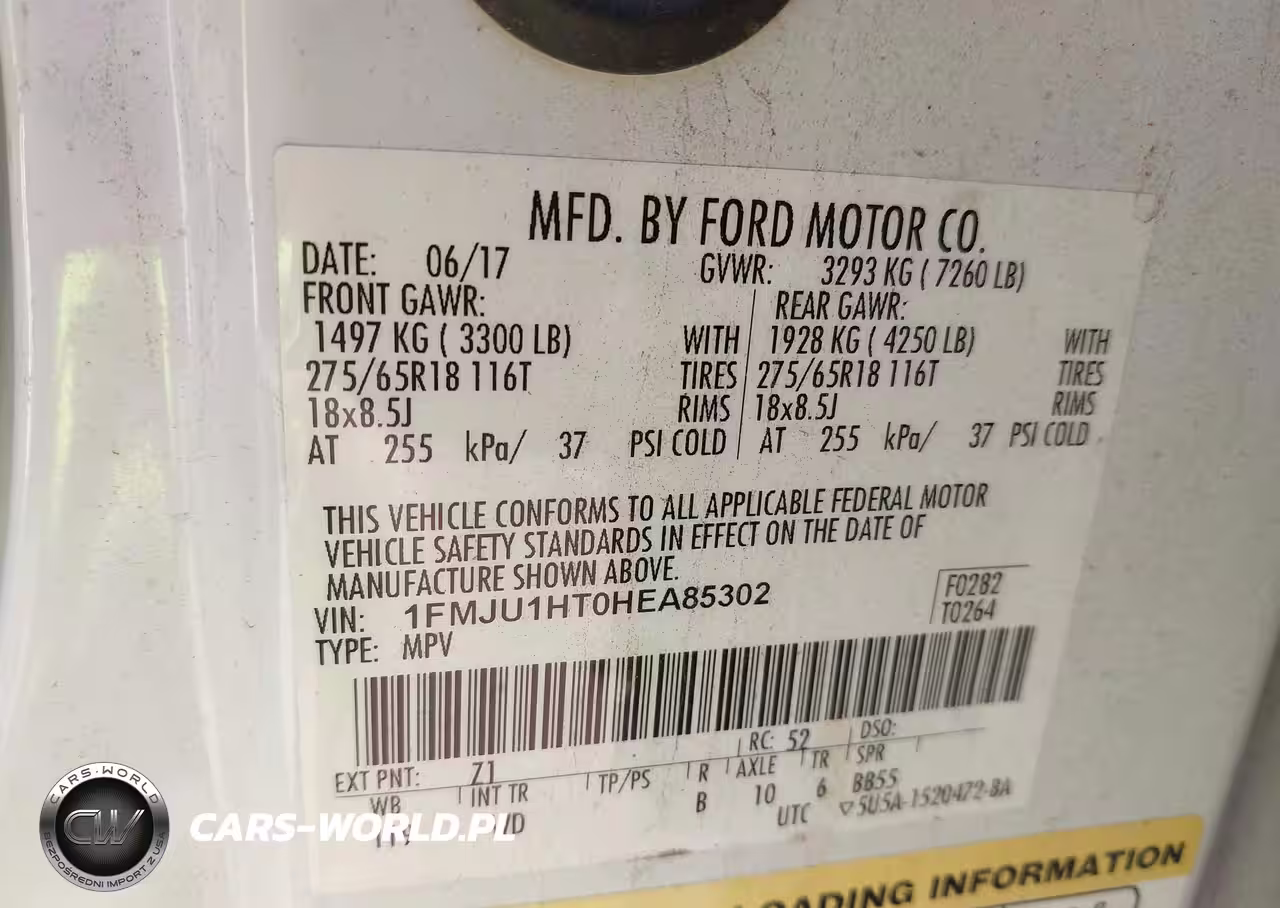 MFD. BY FORD MOTOR CO.
DATE: 06/17 GVWR: 3293 KG ( 7260 LB)
FRONT GAWR: REAR GAWR:
1497 KG ( 3300 LB) WITH 1928 KG ( 4250 LB) WITH
275/65R18 116T TIRES 275/65R18 116T TIRES
18x8.5J RIMS 18x8.5J RIMS
AT 255 kPa/ 37 PSI COLD AT 255 kPa/ 37 PSI COLD
THIS VEHICLE CONFORMS TO ALL APPLICABLE FEDERAL MOTOR
VEHICLE SAFETY STANDARDS IN EFFECT ON THE DATE OF
MANUFACTURE SHOWN ABOVE.
VIN: 1FMJU1HT0HEA85302 F0282
TYPE: MPV T0264
EXT PNT: Z1 RC: 52 DSO:
WB INT TR TP/PS R AXLE TR SPR
B 10 6 BB55
UTC ▽5U5A-1520472-BA
CARS-WORLD
CW
BEZPOŚREDNI IMPORT Z USA
CARS-WORLD.PL
LOADING INFORMATION